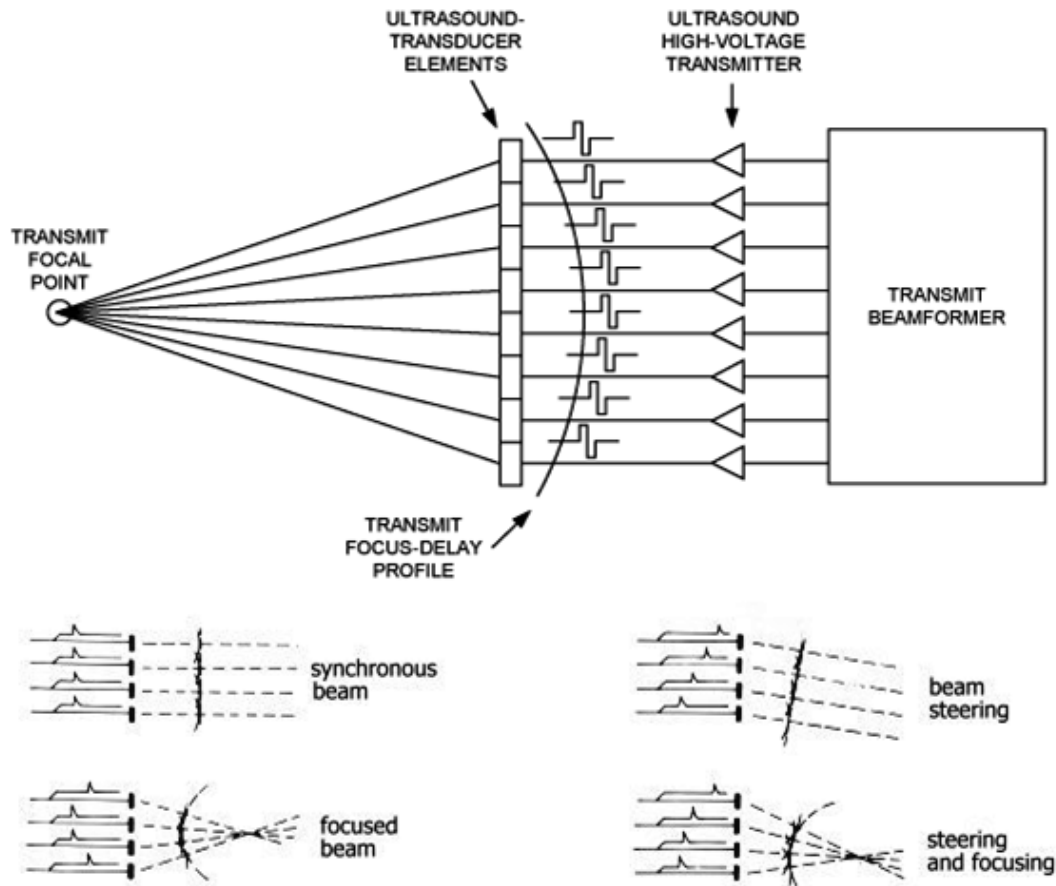 ULTRASOUND-
TRANSDUCER
ELEMENTS
ULTRASOUND
HIGH-VOLTAGE
TRANSMITTER
TRANSMIT
FOCAL
POINT
TRANSMIT
BEAMFORMER
TRANSMIT
FOCUS-DELAY
PROFILE
synchronous
beam
beam
steering
focused
beam
steering
and focusing